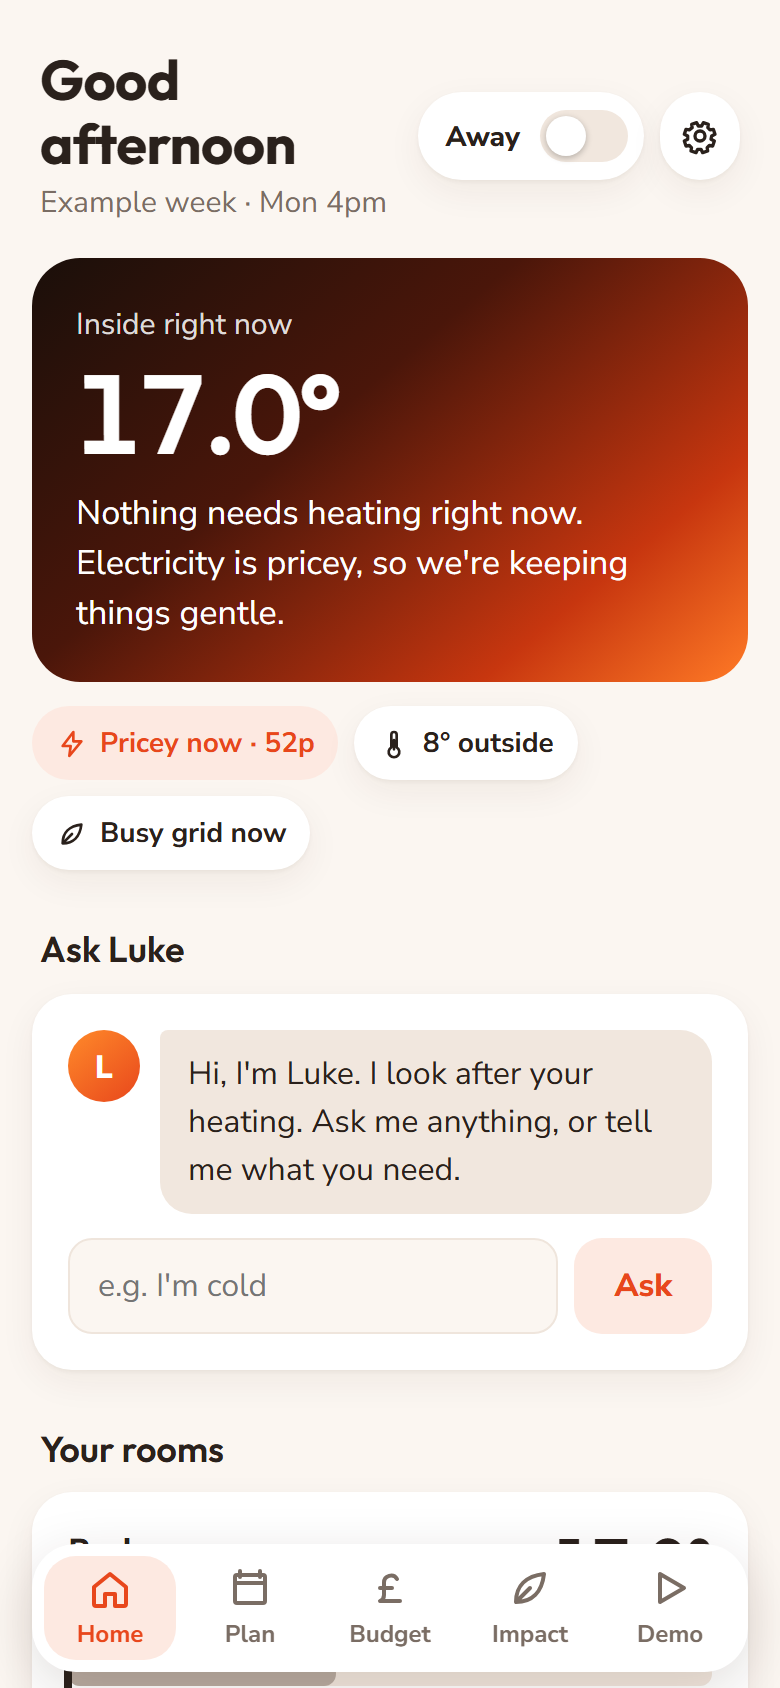 Good
afternoon
Example week · Mon 4pm
Away
Inside right now
17.0°
Nothing needs heating right now.
Electricity is pricey, so we're keeping
things gentle.
Pricey now · 52p
8° outside
Busy grid now
Ask Luke
L
Hi, I'm Luke. I look after your
heating. Ask me anything, or tell
me what you need.
e.g. I'm cold
Ask
Your rooms
Home
Plan
Budget
Impact
Demo